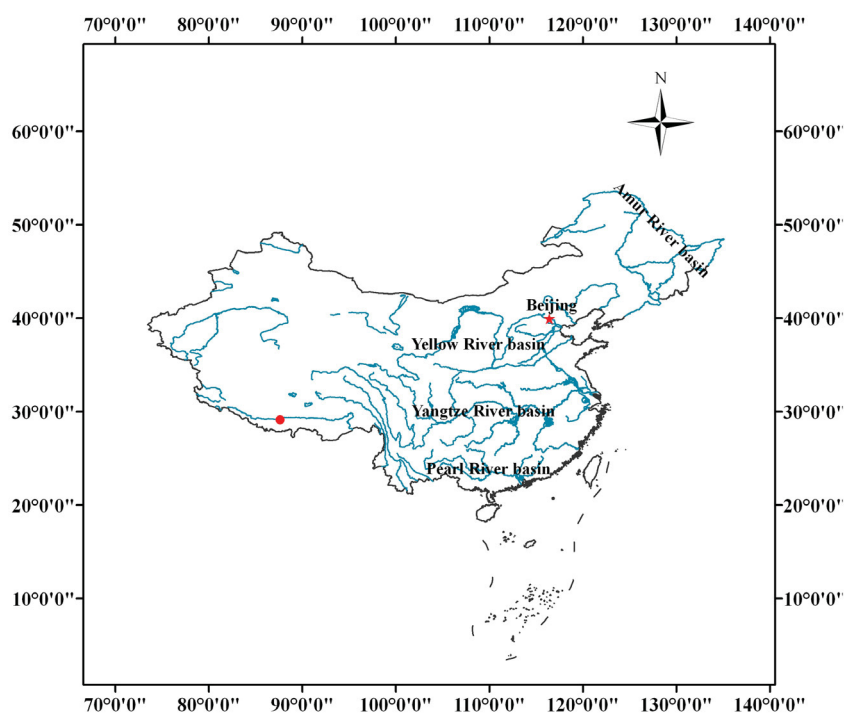 70°0'0" 80°0'0" 90°0'0" 100°0'0" 110°0'0" 120°0'0" 130°0'0" 140°0'0"
N
60°0'0" 60°0'0"
Amur River basin
50°0'0" 50°0'0"
Beijing
40°0'0" 40°0'0"
Yellow River basin
Yangtze River basin
30°0'0" 30°0'0"
Pearl River basin
20°0'0" 20°0'0"
10°0'0" 10°0'0"
70°0'0" 80°0'0" 90°0'0" 100°0'0" 110°0'0" 120°0'0" 130°0'0" 140°0'0"